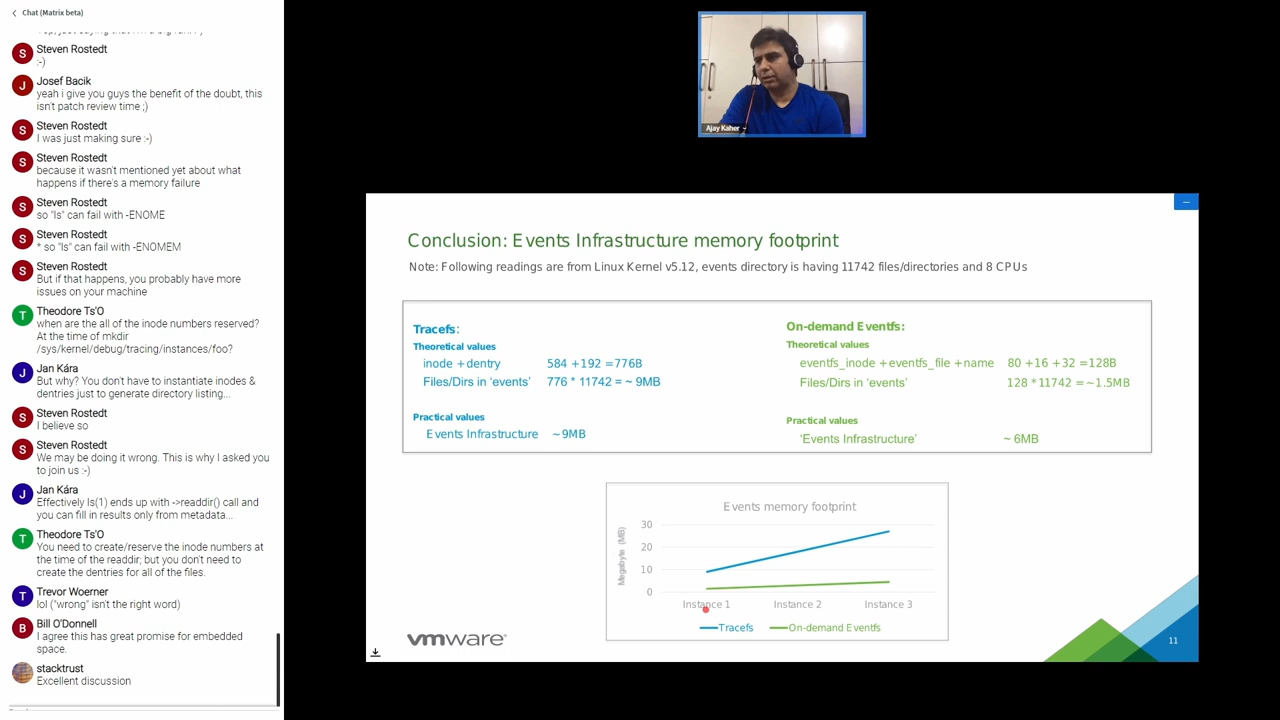 Chat (Matrix beta)
S
Steven Rostedt
:-)
J
Josef Bacik
yeah i give you guys the benefit of the doubt, this
isn't patch review time ;)
S
Steven Rostedt
I was just making sure :-)
S
Steven Rostedt
because it wasn't mentioned yet about what
happens if there's a memory failure
S
Steven Rostedt
so "ls" can fail with -ENOME
S
Steven Rostedt
* so "ls" can fail with -ENOMEM
S
Steven Rostedt
But if that happens, you probably have more
issues on your machine
T
Theodore Ts'O
when are the all of the inode numbers reserved?
At the time of mkdir
/sys/kernel/debug/tracing/instances/foo?
J
Jan Kára
But why? You don't have to instantiate inodes &
dentries just to generate directory listing...
S
Steven Rostedt
I believe so
S
Steven Rostedt
We may be doing it wrong. This is why I asked you
to join us :-)
J
Jan Kára
Effectively ls(1) ends up with ->readdir() call and
you can fill in results only from metadata...
T
Theodore Ts'O
You need to create/reserve the inode numbers at
the time of the readdir; but you don't need to
create the dentries for all of the files.
T
Trevor Woerner
lol ("wrong" isn't the right word)
B
Bill O'Donnell
I agree this has great promise for embedded
space.
stacktrust
Excellent discussion
Ajay Kaher
Conclusion: Events Infrastructure memory footprint
Note: Following readings are from Linux Kernel v5.12, events directory is having 11742 files/directories and 8 CPUs
Tracefs:
Theoretical values
inode + dentry 584 + 192 = 776B
Files/Dirs in 'events' 776 * 11742 = ~ 9MB
Practical values
Events Infrastructure ~9MB
On-demand Eventfs:
Theoretical values
eventfs_inode + eventfs_file + name 80 + 16 + 32 = 128B
Files/Dirs in 'events' 128 * 11742 = ~1.5MB
Practical values
'Events Infrastructure' ~ 6MB
Events memory footprint
Megabyte (MB)
30
20
10
0
Instance 1 Instance 2 Instance 3
Tracefs On-demand Eventfs
vmware®
11